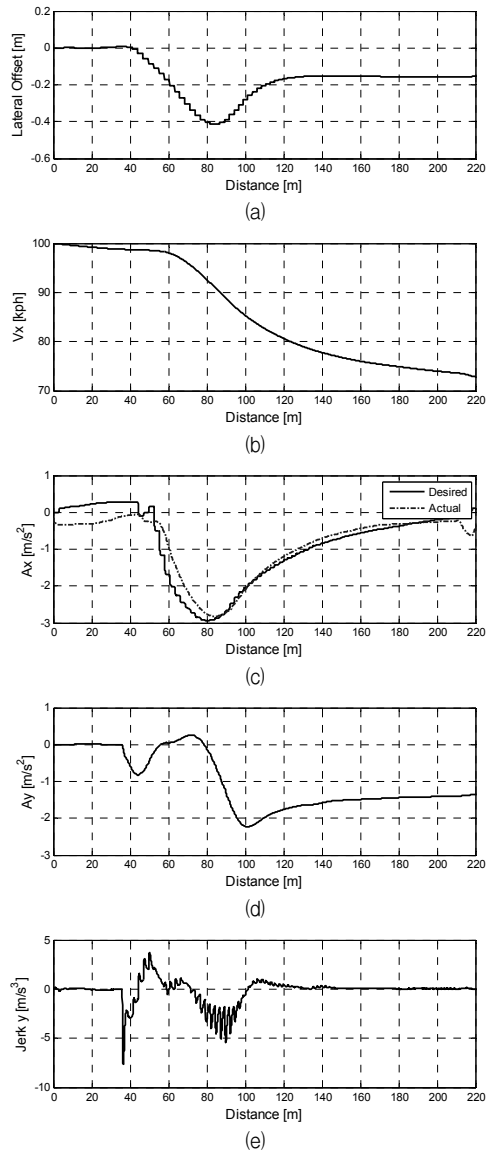 0
-0.2
-0.4
-0.6
Lateral Offset [m]
0 20 40 60 80 100 120 140 160 180 200 220
Distance [m]
(a)
100
90
80
70
Vx [kph]
0 20 40 60 80 100 120 140 160 180 200 220
Distance [m]
(b)
1
0
-1
-2
-3
Ax [m/s²]
Desired
Actual
0 20 40 60 80 100 120 140 160 180 200 220
Distance [m]
(c)
1
0
-1
-2
-3
Ay [m/s²]
0 20 40 60 80 100 120 140 160 180 200 220
Distance [m]
(d)
5
0
-5
-10
Jerk y [m/s³]
0 20 40 60 80 100 120 140 160 180 200 220
Distance [m]
(e)